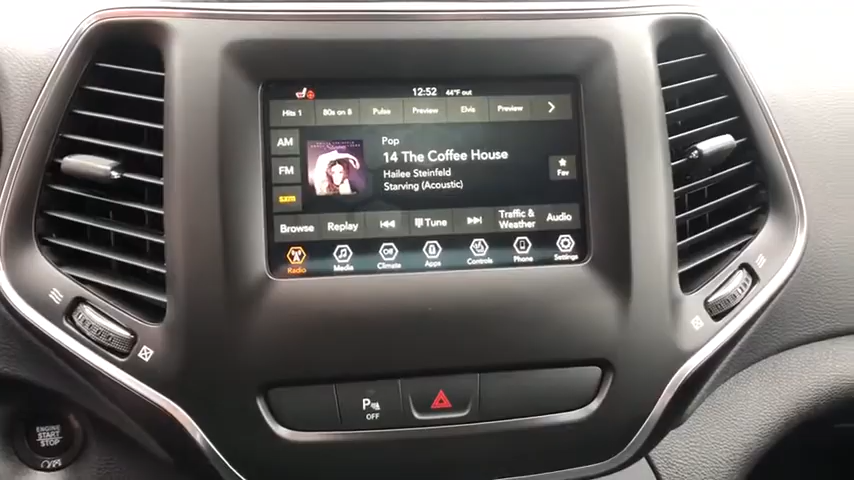 12:52 44°F out
Hits 1 80s on 8 Pulse Preview Elvis Preview
AM
FM
SXM
Pop
14 The Coffee House
Hailee Steinfeld
Starving (Acoustic)
Fav
Browse Replay Tune Traffic & Weather Audio
Radio Media Climate Apps Controls Phone Settings
Off
P
OFF
ENGINE
START
STOP